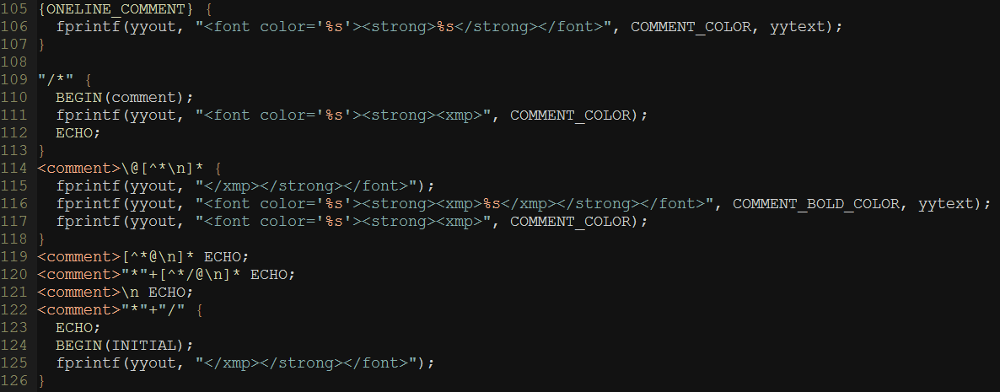 105 {ONELINE_COMMENT} {
106   fprintf(yyout, "<font color='%s'><strong>%s</strong></font>", COMMENT_COLOR, yytext);
107 }
108
109 "/*" {
110   BEGIN(comment);
111   fprintf(yyout, "<font color='%s'><strong><xmp>", COMMENT_COLOR);
112   ECHO;
113 }
114 <comment>\@[^*\n]* {
115   fprintf(yyout, "</xmp></strong></font>");
116   fprintf(yyout, "<font color='%s'><strong><xmp>%s</xmp></strong></font>", COMMENT_BOLD_COLOR, yytext);
117   fprintf(yyout, "<font color='%s'><strong><xmp>", COMMENT_COLOR);
118 }
119 <comment>[^*@\n]* ECHO;
120 <comment>"*"+[^*/@\n]* ECHO;
121 <comment>\n ECHO;
122 <comment>"*"+"/" {
123   ECHO;
124   BEGIN(INITIAL);
125   fprintf(yyout, "</xmp></strong></font>");
126 }